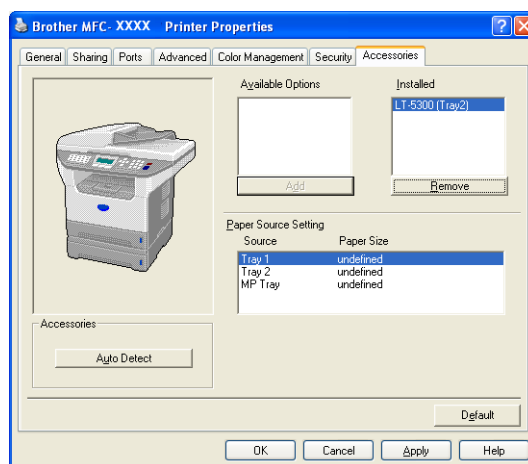 Brother MFC- XXXX Printer Properties
General Sharing Ports Advanced Color Management Security Accessories
Available Options
Installed
LT-5300 (Tray2)
Add
Remove
Paper Source Setting
Source Paper Size
Tray 1 undefined
Tray 2 undefined
MP Tray undefined
Accessories
Auto Detect
Default
OK Cancel Apply Help